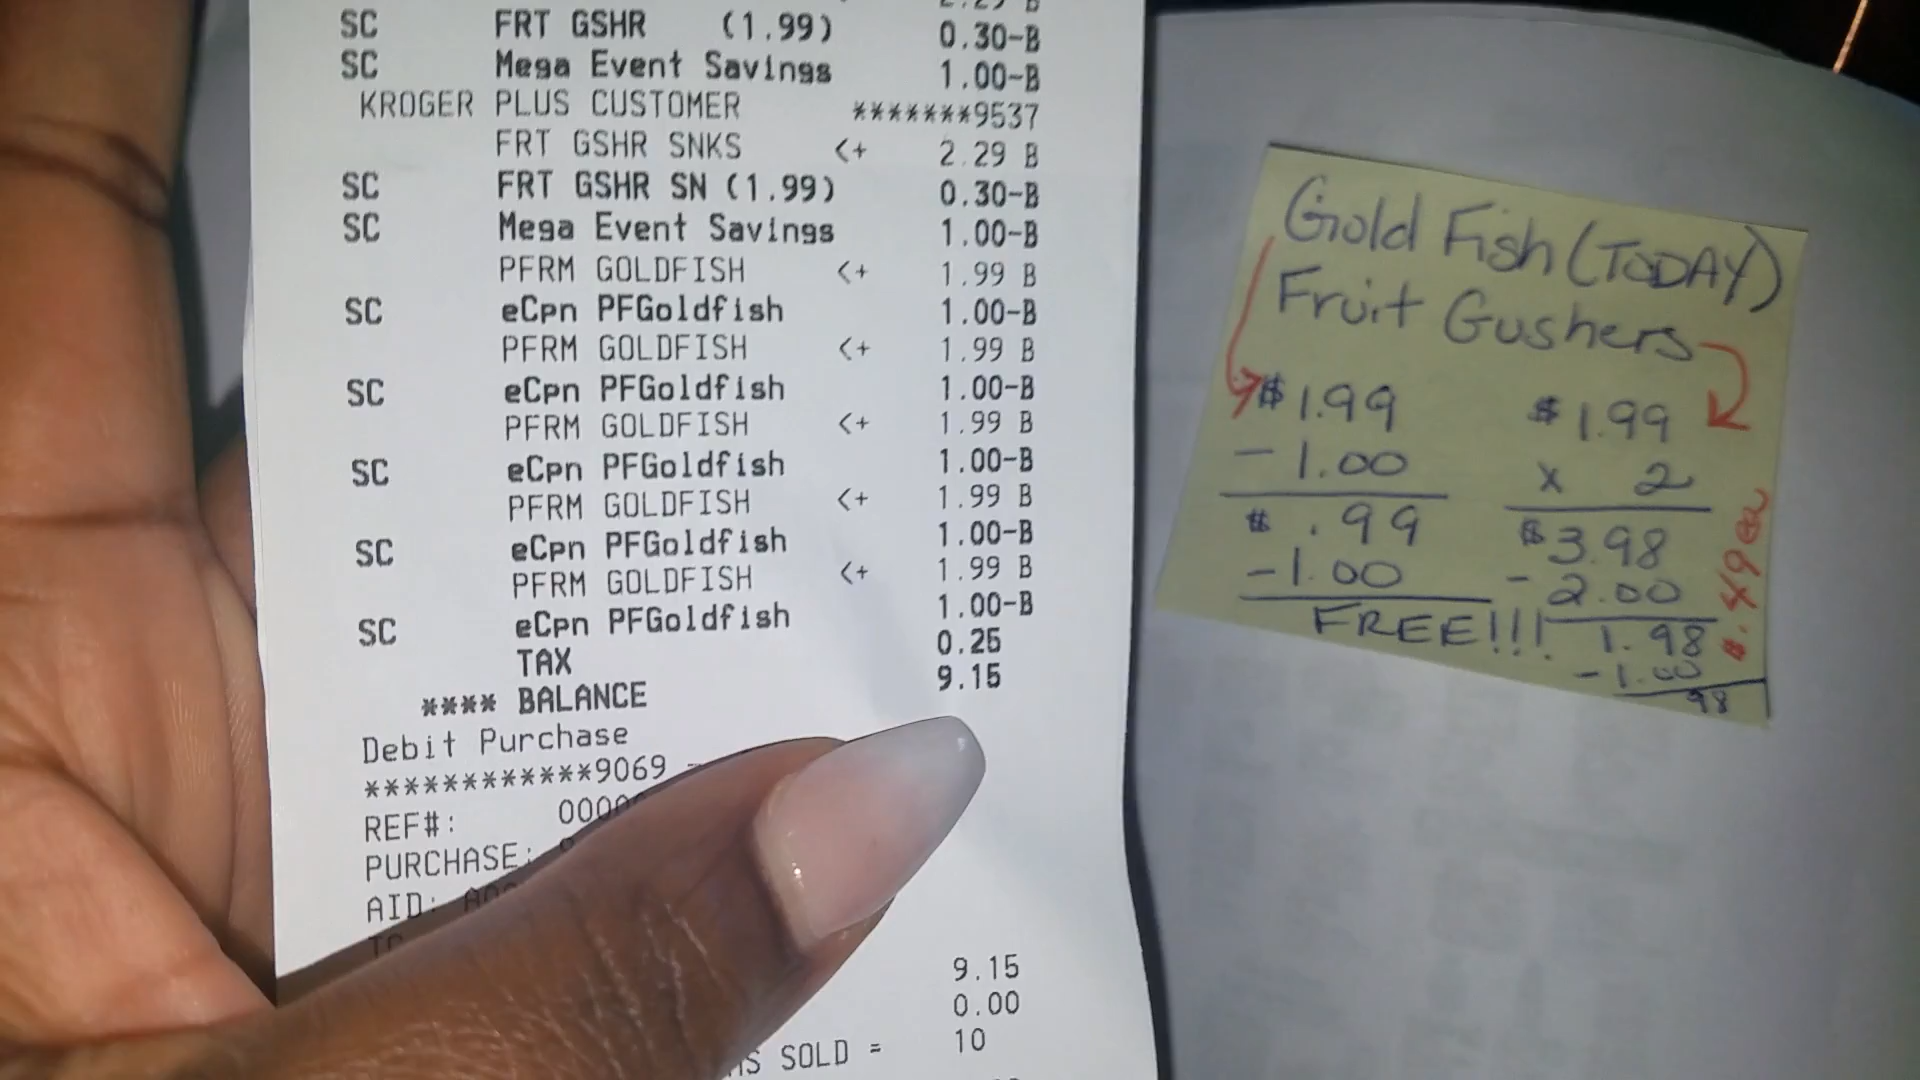 SC FRT GSHR (1.99) 0.30-B
SC Mega Event Savings 1.00-B
KROGER PLUS CUSTOMER *******9537
FRT GSHR SNKS <+ 2.29 B
SC FRT GSHR SN (1.99) 0.30-B
SC Mega Event Savings 1.00-B
PFRM GOLDFISH <+ 1.99 B
SC eCpn PFGoldfish 1.00-B
PFRM GOLDFISH <+ 1.99 B
SC eCpn PFGoldfish 1.00-B
PFRM GOLDFISH <+ 1.99 B
SC eCpn PFGoldfish 1.00-B
PFRM GOLDFISH <+ 1.99 B
SC eCpn PFGoldfish 1.00-B
PFRM GOLDFISH <+ 1.99 B
SC eCpn PFGoldfish 1.00-B
TAX 0.25
**** BALANCE 9.15
Debit Purchase
************9069
REF#:
PURCHASE:
AID:
9.15
0.00
SOLD = 10
Gold Fish (TODAY)
Fruit Gushers
$1.99
- 1.00
$ .99
-1.00
FREE!!!
$1.99
x 2
$3.98
- 2.00
1.98
-1.00
98
$.49 ea